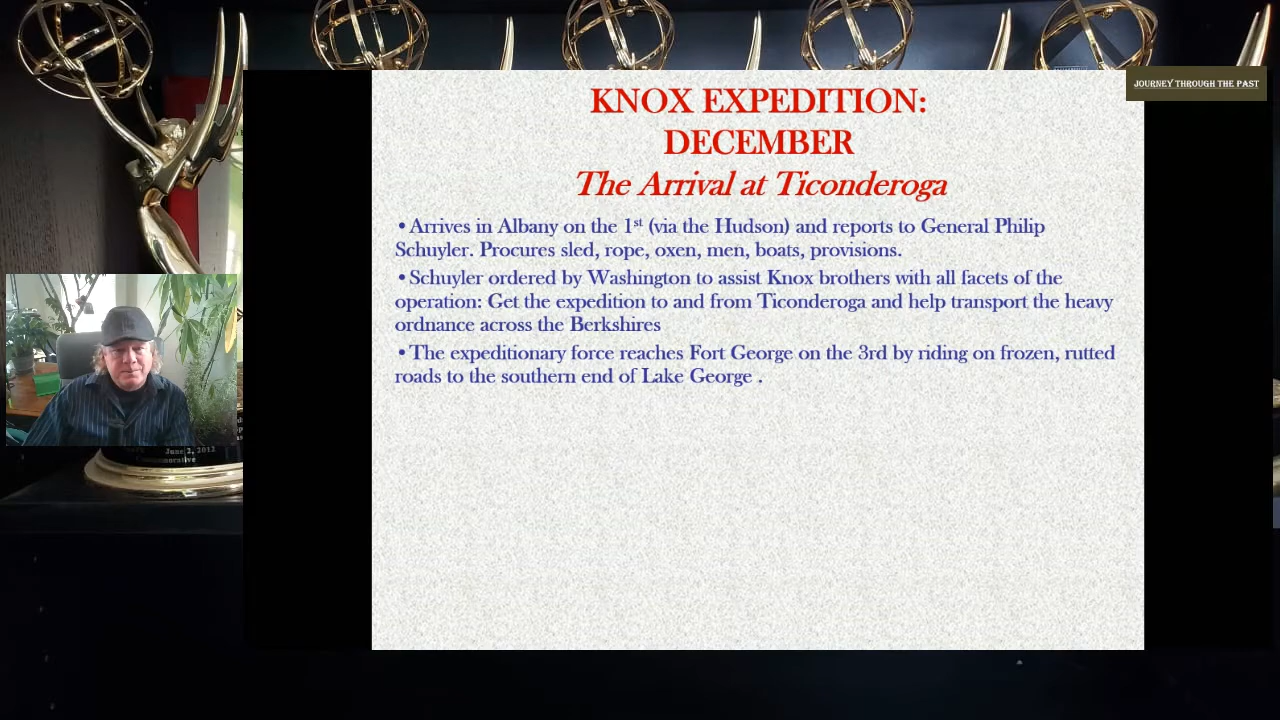 JOURNEY THROUGH THE PAST
KNOX EXPEDITION:
DECEMBER
The Arrival at Ticonderoga
•Arrives in Albany on the 1st (via the Hudson) and reports to General Philip
Schuyler. Procures sled, rope, oxen, men, boats, provisions.
•Schuyler ordered by Washington to assist Knox brothers with all facets of the
operation: Get the expedition to and from Ticonderoga and help transport the heavy
ordnance across the Berkshires
•The expeditionary force reaches Fort George on the 3rd by riding on frozen, rutted
roads to the southern end of Lake George .
June 2, 2012